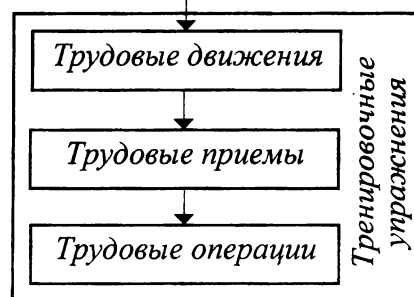 Трудовые движения
Трудовые приемы
Трудовые операции
Тренировочные
упражнения